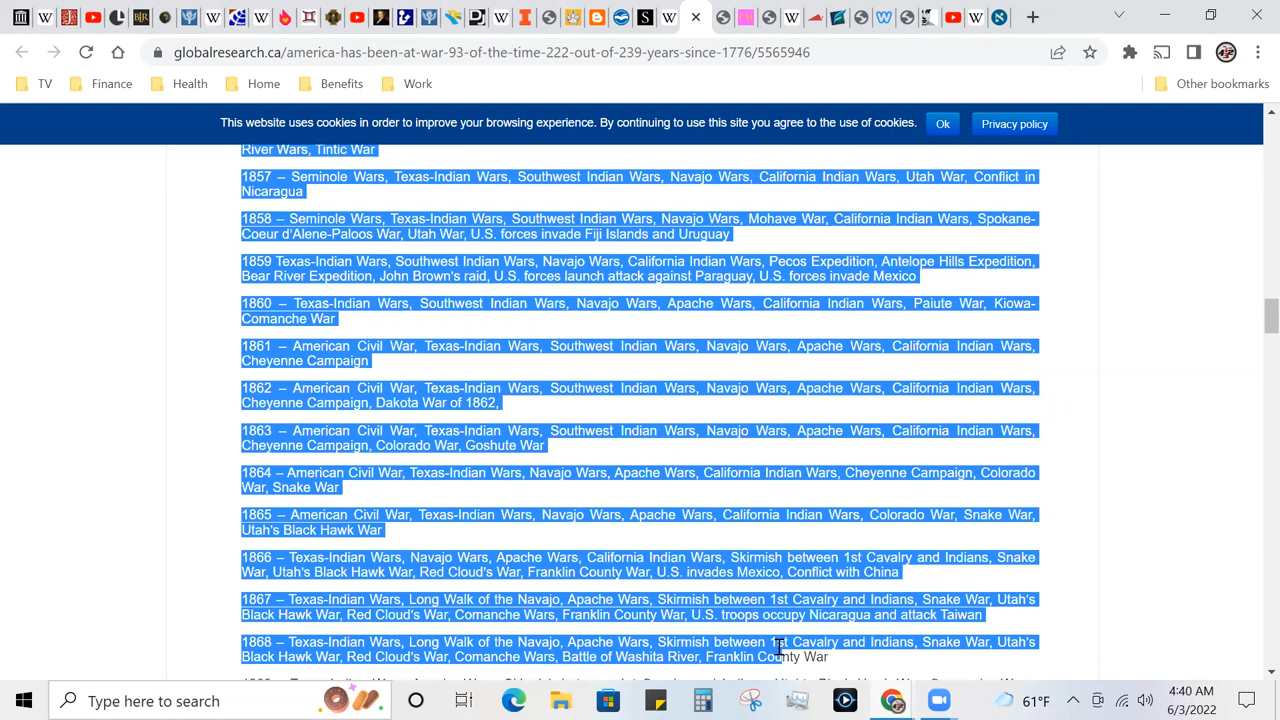 globalresearch.ca/america-has-been-at-war-93-of-the-time-222-out-of-239-years-since-1776/5565946
TV Finance Health Home Benefits Work Other bookmarks
This website uses cookies in order to improve your browsing experience. By continuing to use this site you agree to the use of cookies. Ok Privacy policy
River Wars, Tintic War
1857 – Seminole Wars, Texas-Indian Wars, Southwest Indian Wars, Navajo Wars, California Indian Wars, Utah War, Conflict in
Nicaragua
1858 – Seminole Wars, Texas-Indian Wars, Southwest Indian Wars, Navajo Wars, Mohave War, California Indian Wars, Spokane-
Coeur d'Alene-Paloos War, Utah War, U.S. forces invade Fiji Islands and Uruguay
1859 Texas-Indian Wars, Southwest Indian Wars, Navajo Wars, California Indian Wars, Pecos Expedition, Antelope Hills Expedition,
Bear River Expedition, John Brown's raid, U.S. forces launch attack against Paraguay, U.S. forces invade Mexico
1860 – Texas-Indian Wars, Southwest Indian Wars, Navajo Wars, Apache Wars, California Indian Wars, Paiute War, Kiowa-
Comanche War
1861 – American Civil War, Texas-Indian Wars, Southwest Indian Wars, Navajo Wars, Apache Wars, California Indian Wars,
Cheyenne Campaign
1862 – American Civil War, Texas-Indian Wars, Southwest Indian Wars, Navajo Wars, Apache Wars, California Indian Wars,
Cheyenne Campaign, Dakota War of 1862,
1863 – American Civil War, Texas-Indian Wars, Southwest Indian Wars, Navajo Wars, Apache Wars, California Indian Wars,
Cheyenne Campaign, Colorado War, Goshute War
1864 – American Civil War, Texas-Indian Wars, Navajo Wars, Apache Wars, California Indian Wars, Cheyenne Campaign, Colorado
War, Snake War
1865 – American Civil War, Texas-Indian Wars, Navajo Wars, Apache Wars, California Indian Wars, Colorado War, Snake War,
Utah's Black Hawk War
1866 – Texas-Indian Wars, Navajo Wars, Apache Wars, California Indian Wars, Skirmish between 1st Cavalry and Indians, Snake
War, Utah's Black Hawk War, Red Cloud's War, Franklin County War, U.S. invades Mexico, Conflict with China
1867 – Texas-Indian Wars, Long Walk of the Navajo, Apache Wars, Skirmish between 1st Cavalry and Indians, Snake War, Utah's
Black Hawk War, Red Cloud's War, Comanche Wars, Franklin County War, U.S. troops occupy Nicaragua and attack Taiwan
1868 – Texas-Indian Wars, Long Walk of the Navajo, Apache Wars, Skirmish between 1st Cavalry and Indians, Snake War, Utah's
Black Hawk War, Red Cloud's War, Comanche Wars, Battle of Washita River, Franklin County War
Type here to search
61°F
4:40 AM
6/3/2022